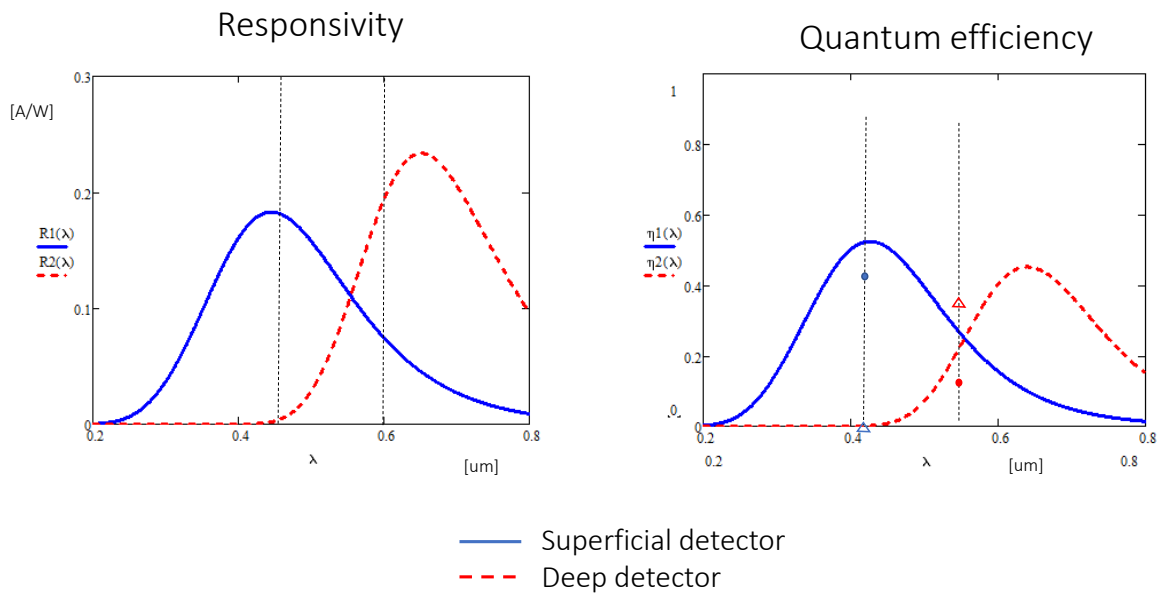 Responsivity
[A/W]
0.3
0.2
0.1
0
R1(λ)
R2(λ)
0.2 0.4 0.6 0.8
λ
[um]
Quantum efficiency
1
0.8
0.6
0.4
0.2
0
0
η1(λ)
η2(λ)
0.2 0.4 0.6 0.8
0.2 λ [um] 0.8
Superficial detector
Deep detector